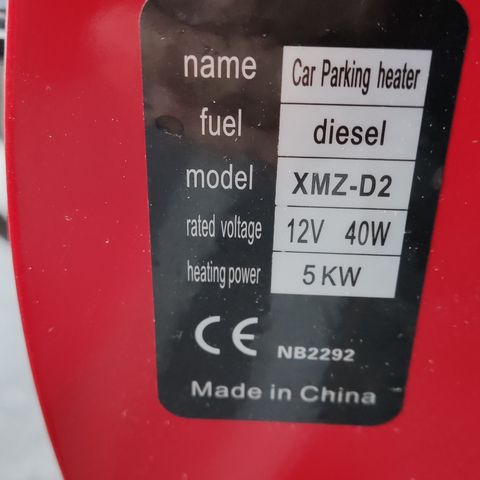 name Car Parking heater
fuel diesel
model XMZ-D2
rated voltage 12V 40W
heating power 5KW
CE NB2292
Made in China